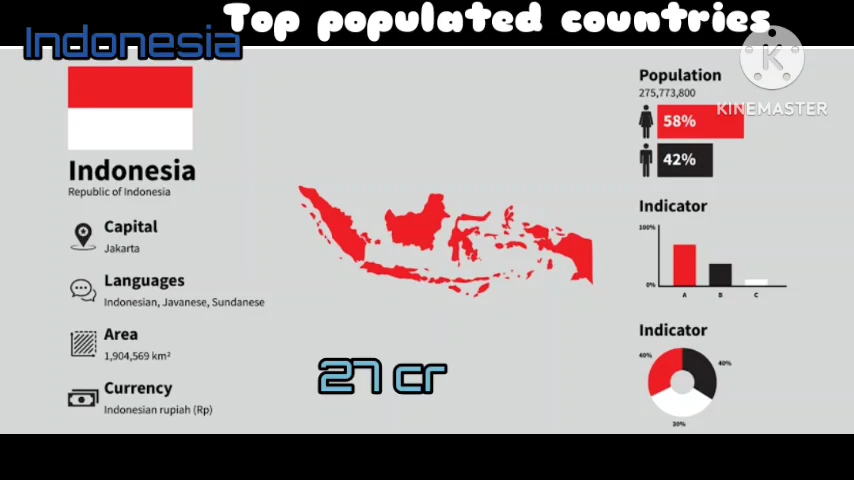 Top populated countries
Indonesia
KINEMASTER
Indonesia
Republic of Indonesia
Capital
Jakarta
Languages
Indonesian, Javanese, Sundanese
Area
1,904,569 km²
Currency
Indonesian rupiah (Rp)
27 cr
Population
275,773,800
58%
42%
Indicator
100%
0%
A B C
Indicator
40%
40%
30%